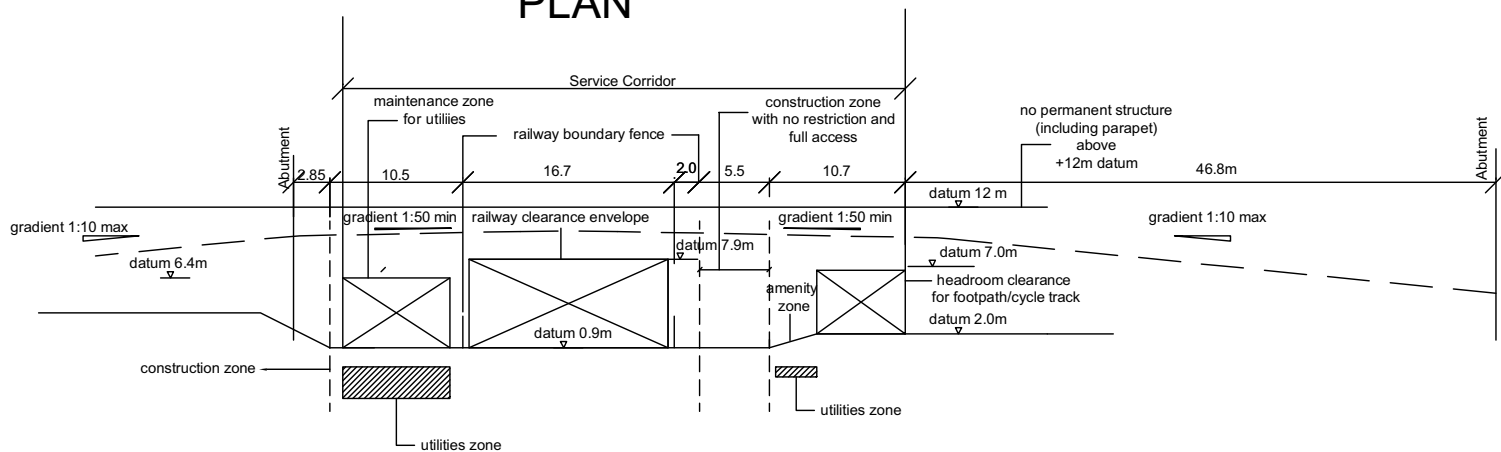 PLAN
Service Corridor
maintenance zone
for utiliies
railway boundary fence
construction zone
with no restriction and
full access
no permanent structure
(including parapet)
above
+12m datum
Abutment
Abutment
2.85
10.5
16.7
2.0
5.5
10.7
46.8m
datum 12 m
gradient 1:10 max
gradient 1:50 min
railway clearance envelope
gradient 1:50 min
gradient 1:10 max
datum 6.4m
datum 7.9m
datum 7.0m
amenity
zone
headroom clearance
for footpath/cycle track
datum 0.9m
datum 2.0m
construction zone
utilities zone
utilities zone